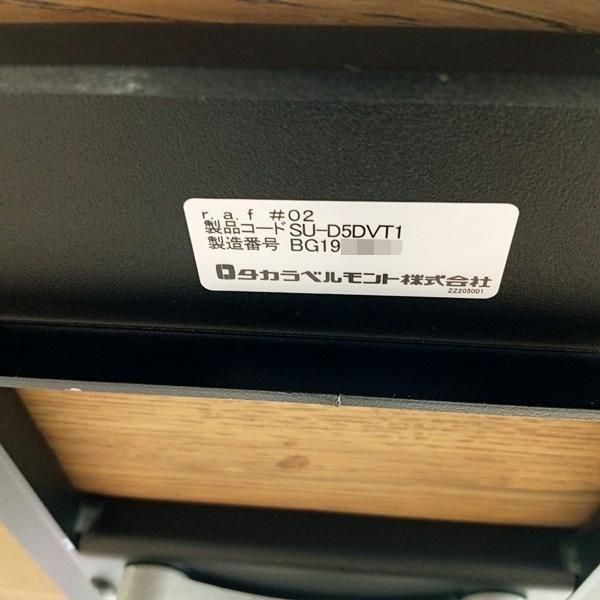 r.a.f #02
製品コード SU-D5DVT1
製造番号 BG19
タカラベルモント株式会社
ZZ205001